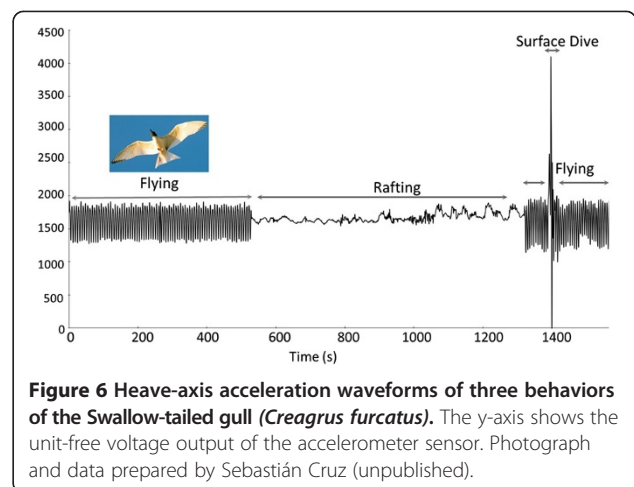 4500
4000
3500
3000
2500
2000
1500
1000
500
0
Surface Dive
Flying
Rafting
Flying
0 200 400 600 800 1000 1200 1400
Time (s)
Figure 6 Heave-axis acceleration waveforms of three behaviors
of the Swallow-tailed gull (Creagrus furcatus). The y-axis shows the
unit-free voltage output of the accelerometer sensor. Photograph
and data prepared by Sebastián Cruz (unpublished).